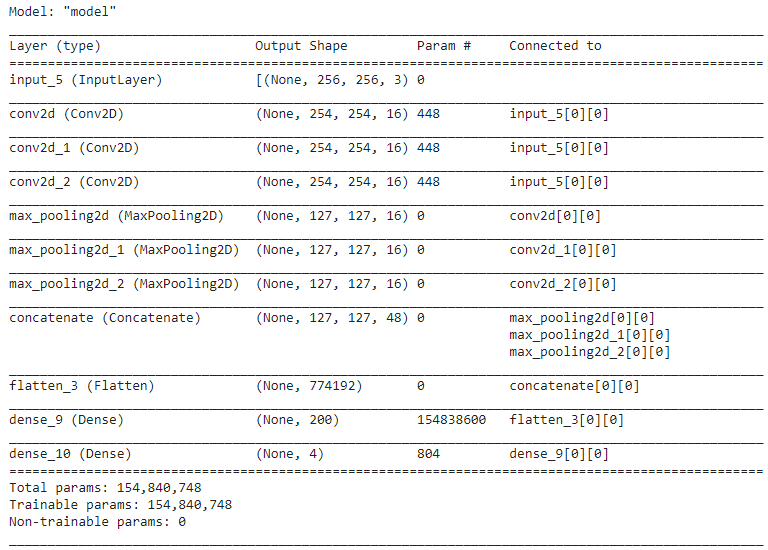 Model: "model"
Layer (type) Output Shape Param # Connected to
input_5 (InputLayer) [(None, 256, 256, 3) 0
conv2d (Conv2D) (None, 254, 254, 16) 448 input_5[0][0]
conv2d_1 (Conv2D) (None, 254, 254, 16) 448 input_5[0][0]
conv2d_2 (Conv2D) (None, 254, 254, 16) 448 input_5[0][0]
max_pooling2d (MaxPooling2D) (None, 127, 127, 16) 0 conv2d[0][0]
max_pooling2d_1 (MaxPooling2D) (None, 127, 127, 16) 0 conv2d_1[0][0]
max_pooling2d_2 (MaxPooling2D) (None, 127, 127, 16) 0 conv2d_2[0][0]
concatenate (Concatenate) (None, 127, 127, 48) 0 max_pooling2d[0][0]
max_pooling2d_1[0][0]
max_pooling2d_2[0][0]
flatten_3 (Flatten) (None, 774192) 0 concatenate[0][0]
dense_9 (Dense) (None, 200) 154838600 flatten_3[0][0]
dense_10 (Dense) (None, 4) 804 dense_9[0][0]
Total params: 154,840,748
Trainable params: 154,840,748
Non-trainable params: 0